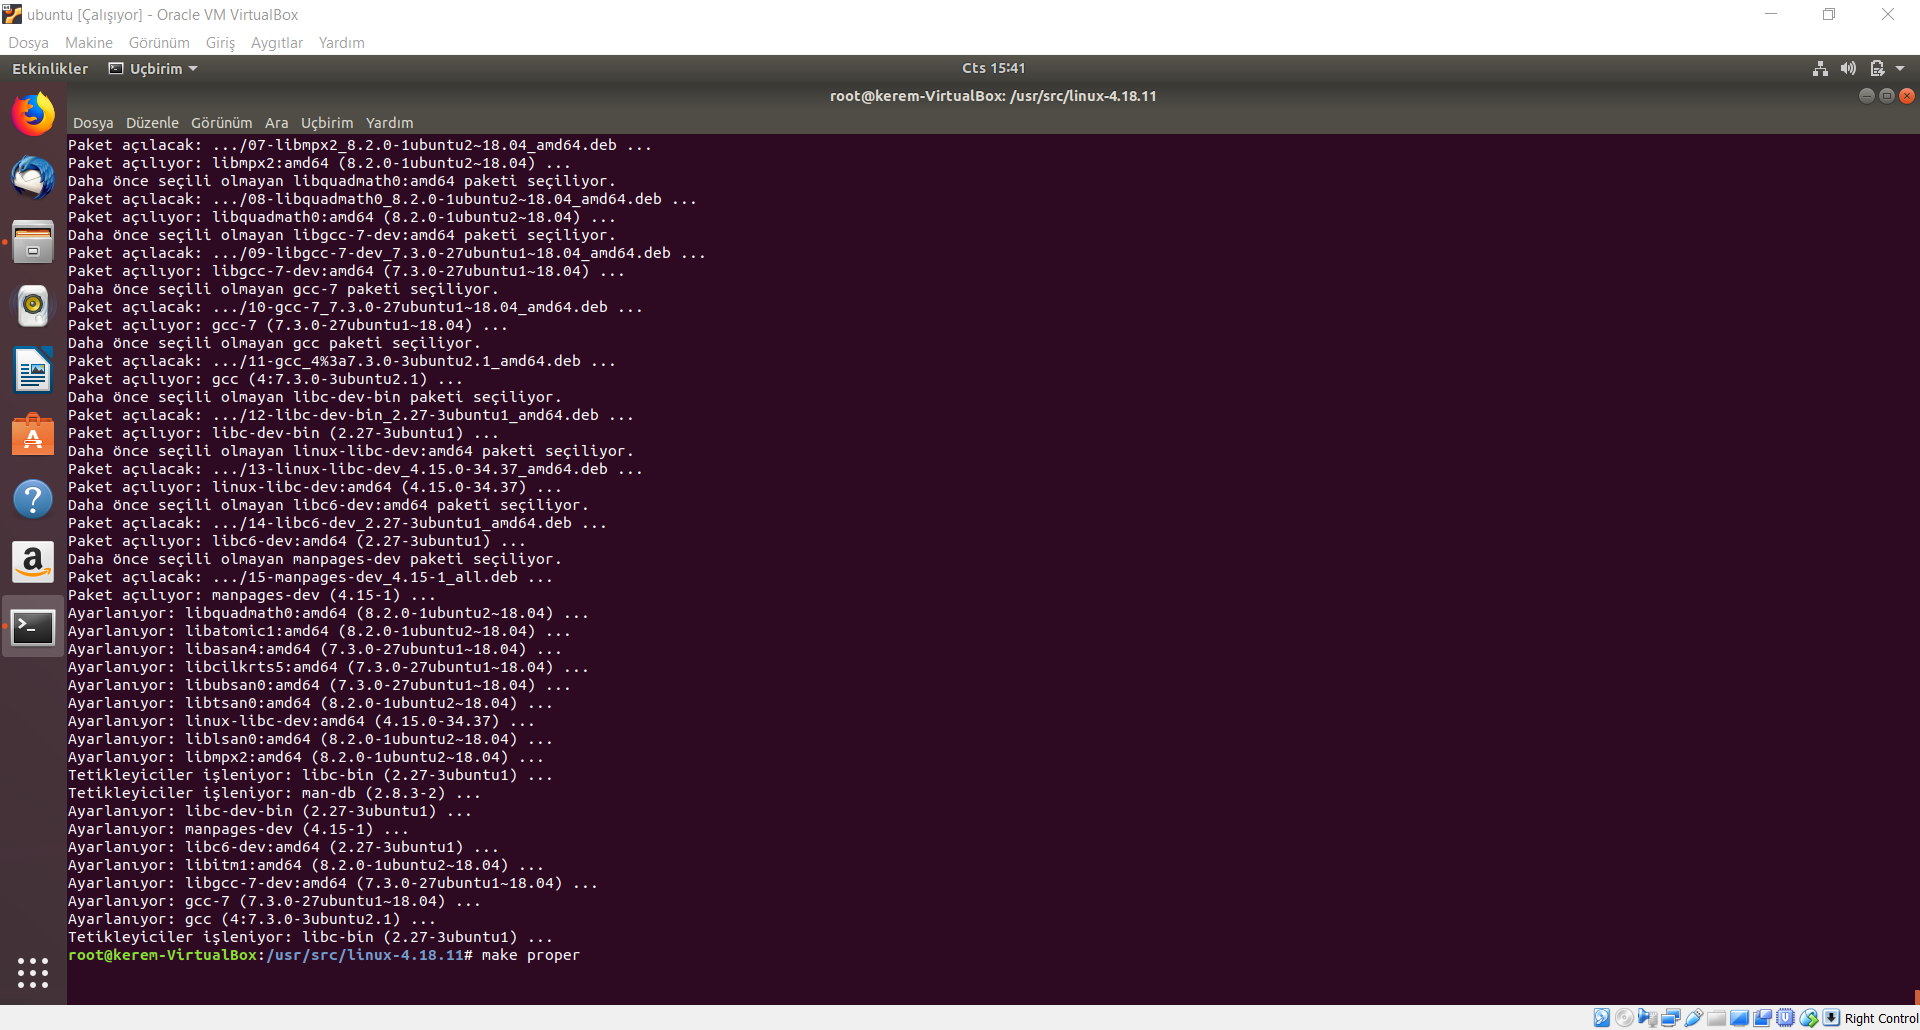 ubuntu [Çalışıyor] - Oracle VM VirtualBox
Dosya Makine Görünüm Giriş Aygıtlar Yardım
Etkinlikler Uçbirim Cts 15:41
root@kerem-VirtualBox: /usr/src/linux-4.18.11
Dosya Düzenle Görünüm Ara Uçbirim Yardım
Paket açılacak: .../07-libmpx2_8.2.0-1ubuntu2~18.04_amd64.deb ...
Paket açılıyor: libmpx2:amd64 (8.2.0-1ubuntu2~18.04) ...
Daha önce seçili olmayan libquadmath0:amd64 paketi seçiliyor.
Paket açılacak: .../08-libquadmath0_8.2.0-1ubuntu2~18.04_amd64.deb ...
Paket açılıyor: libquadmath0:amd64 (8.2.0-1ubuntu2~18.04) ...
Daha önce seçili olmayan libgcc-7-dev:amd64 paketi seçiliyor.
Paket açılacak: .../09-libgcc-7-dev_7.3.0-27ubuntu1~18.04_amd64.deb ...
Paket açılıyor: libgcc-7-dev:amd64 (7.3.0-27ubuntu1~18.04) ...
Daha önce seçili olmayan gcc-7 paketi seçiliyor.
Paket açılacak: .../10-gcc-7_7.3.0-27ubuntu1~18.04_amd64.deb ...
Paket açılıyor: gcc-7 (7.3.0-27ubuntu1~18.04) ...
Daha önce seçili olmayan gcc paketi seçiliyor.
Paket açılacak: .../11-gcc_4%3a7.3.0-3ubuntu2.1_amd64.deb ...
Paket açılıyor: gcc (4:7.3.0-3ubuntu2.1) ...
Daha önce seçili olmayan libc-dev-bin paketi seçiliyor.
Paket açılacak: .../12-libc-dev-bin_2.27-3ubuntu1_amd64.deb ...
Paket açılıyor: libc-dev-bin (2.27-3ubuntu1) ...
Daha önce seçili olmayan linux-libc-dev:amd64 paketi seçiliyor.
Paket açılacak: .../13-linux-libc-dev_4.15.0-34.37_amd64.deb ...
Paket açılıyor: linux-libc-dev:amd64 (4.15.0-34.37) ...
Daha önce seçili olmayan libc6-dev:amd64 paketi seçiliyor.
Paket açılacak: .../14-libc6-dev_2.27-3ubuntu1_amd64.deb ...
Paket açılıyor: libc6-dev:amd64 (2.27-3ubuntu1) ...
Daha önce seçili olmayan manpages-dev paketi seçiliyor.
Paket açılacak: .../15-manpages-dev_4.15-1_all.deb ...
Paket açılıyor: manpages-dev (4.15-1) ...
Ayarlanıyor: libquadmath0:amd64 (8.2.0-1ubuntu2~18.04) ...
Ayarlanıyor: libatomic1:amd64 (8.2.0-1ubuntu2~18.04) ...
Ayarlanıyor: libasan4:amd64 (7.3.0-27ubuntu1~18.04) ...
Ayarlanıyor: libcilkrts5:amd64 (7.3.0-27ubuntu1~18.04) ...
Ayarlanıyor: libubsan0:amd64 (7.3.0-27ubuntu1~18.04) ...
Ayarlanıyor: libtsan0:amd64 (8.2.0-1ubuntu2~18.04) ...
Ayarlanıyor: linux-libc-dev:amd64 (4.15.0-34.37) ...
Ayarlanıyor: liblsan0:amd64 (8.2.0-1ubuntu2~18.04) ...
Ayarlanıyor: libmpx2:amd64 (8.2.0-1ubuntu2~18.04) ...
Tetikleyiciler işleniyor: libc-bin (2.27-3ubuntu1) ...
Tetikleyiciler işleniyor: man-db (2.8.3-2) ...
Ayarlanıyor: libc-dev-bin (2.27-3ubuntu1) ...
Ayarlanıyor: manpages-dev (4.15-1) ...
Ayarlanıyor: libc6-dev:amd64 (2.27-3ubuntu1) ...
Ayarlanıyor: libitm1:amd64 (8.2.0-1ubuntu2~18.04) ...
Ayarlanıyor: libgcc-7-dev:amd64 (7.3.0-27ubuntu1~18.04) ...
Ayarlanıyor: gcc-7 (7.3.0-27ubuntu1~18.04) ...
Ayarlanıyor: gcc (4:7.3.0-3ubuntu2.1) ...
Tetikleyiciler işleniyor: libc-bin (2.27-3ubuntu1) ...
root@kerem-VirtualBox:/usr/src/linux-4.18.11# make proper
Right Control